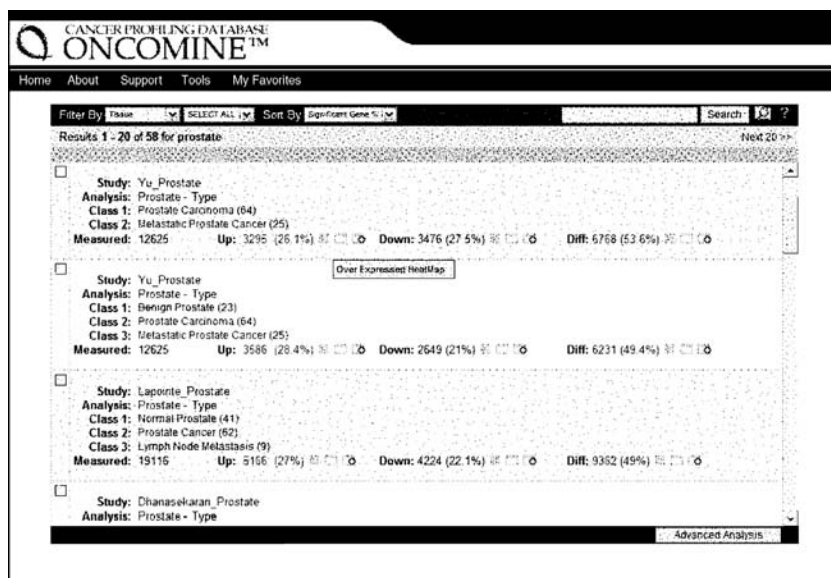 CANCER PROFILING DATABASE
ONCOMINE™
Home About Support Tools My Favorites
Filter By Tissue SELECT ALL Sort By Significant Gene % Search ?
Results 1 - 20 of 58 for prostate Next 20 >>
Study: Yu_Prostate
Analysis: Prostate - Type
Class 1: Prostate Carcinoma (64)
Class 2: Metastatic Prostate Cancer (25)
Measured: 12625 Up: 3295 (26.1%) Down: 3476 (27.5%) Diff: 6768 (53.6%)
Over Expressed HeatMap
Study: Yu_Prostate
Analysis: Prostate - Type
Class 1: Benign Prostate (23)
Class 2: Prostate Carcinoma (64)
Class 3: Metastatic Prostate Cancer (25)
Measured: 12625 Up: 3586 (28.4%) Down: 2649 (21%) Diff: 6231 (49.4%)
Study: Lapointe_Prostate
Analysis: Prostate - Type
Class 1: Normal Prostate (41)
Class 2: Prostate Cancer (62)
Class 3: Lymph Node Metastasis (9)
Measured: 19116 Up: 5166 (27%) Down: 4224 (22.1%) Diff: 9362 (49%)
Study: Dhanasekaran_Prostate
Analysis: Prostate - Type
Advanced Analysis